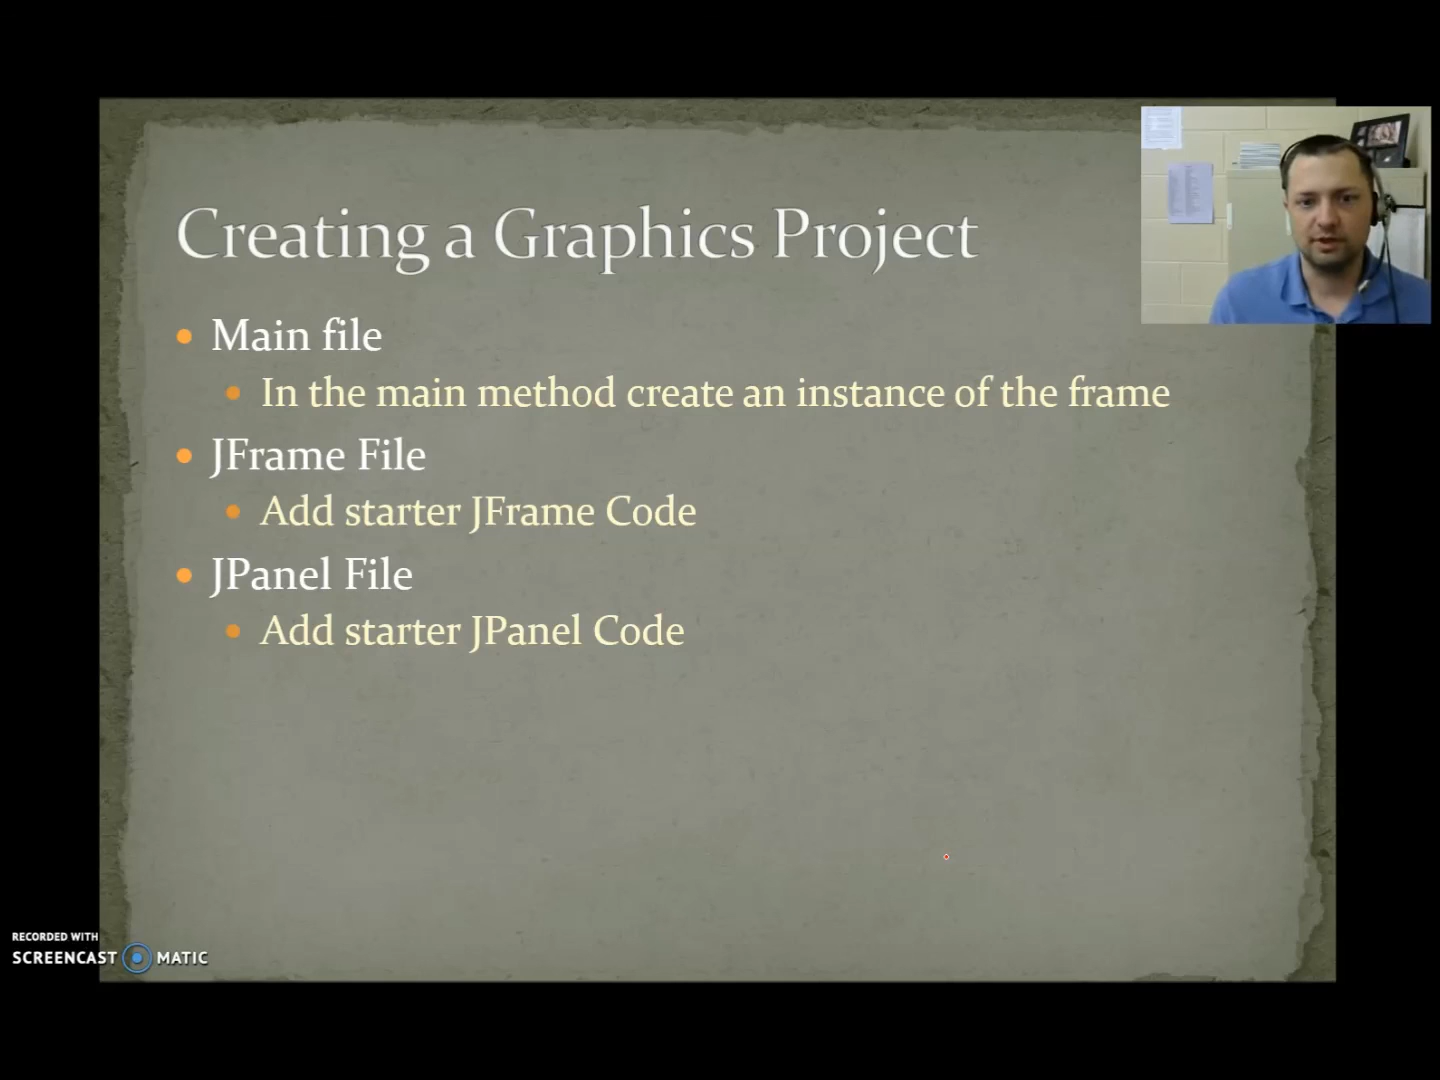 Creating a Graphics Project
Main file
In the main method create an instance of the frame
JFrame File
Add starter JFrame Code
JPanel File
Add starter JPanel Code
RECORDED WITH
SCREENCAST MATIC